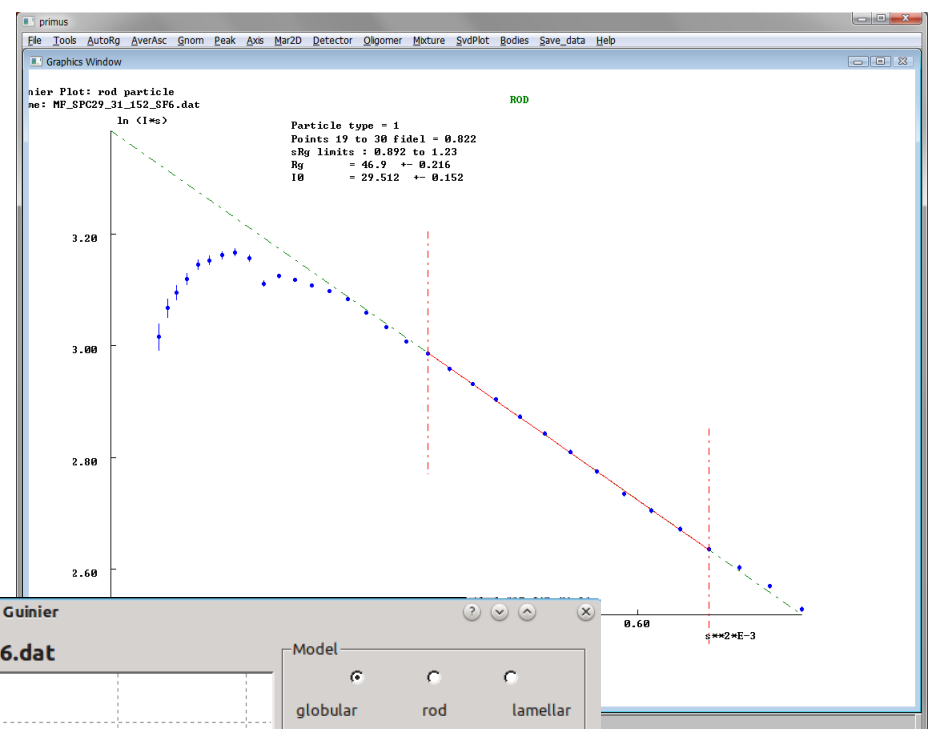 primus
File Tools AutoRg AverAsc Gnom Peak Axis Mar2D Detector Oligomer Mixture SvdPlot Bodies Save_data Help
Graphics Window
nier Plot: rod particle
me: MF_SPC29_31_152_SF6.dat
ROD
ln (I*s)
Particle type = 1
Points 19 to 30 fidel = 0.822
sRg limits : 0.892 to 1.23
Rg = 46.9 +- 0.216
I0 = 29.512 +- 0.152
3.20
3.00
2.80
2.60
0.60
s**2*E-3
Guinier
6.dat
Model
globular rod lamellar